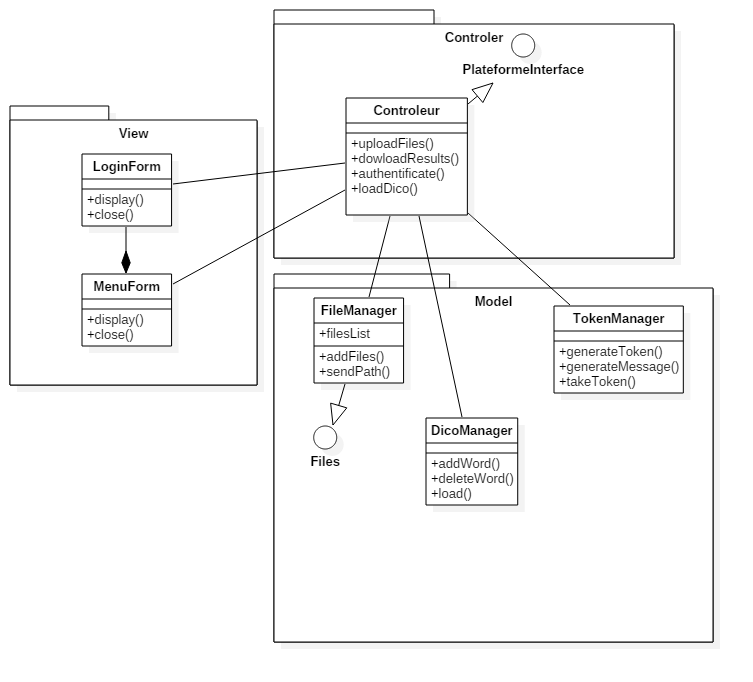 Controler
PlateformeInterface
Controleur
+uploadFiles()
+dowloadResults()
+authentificate()
+loadDico()
View
LoginForm
+display()
+close()
MenuForm
+display()
+close()
Model
FileManager
+filesList
+addFiles()
+sendPath()
Files
DicoManager
+addWord()
+deleteWord()
+load()
TokenManager
+generateToken()
+generateMessage()
+takeToken()